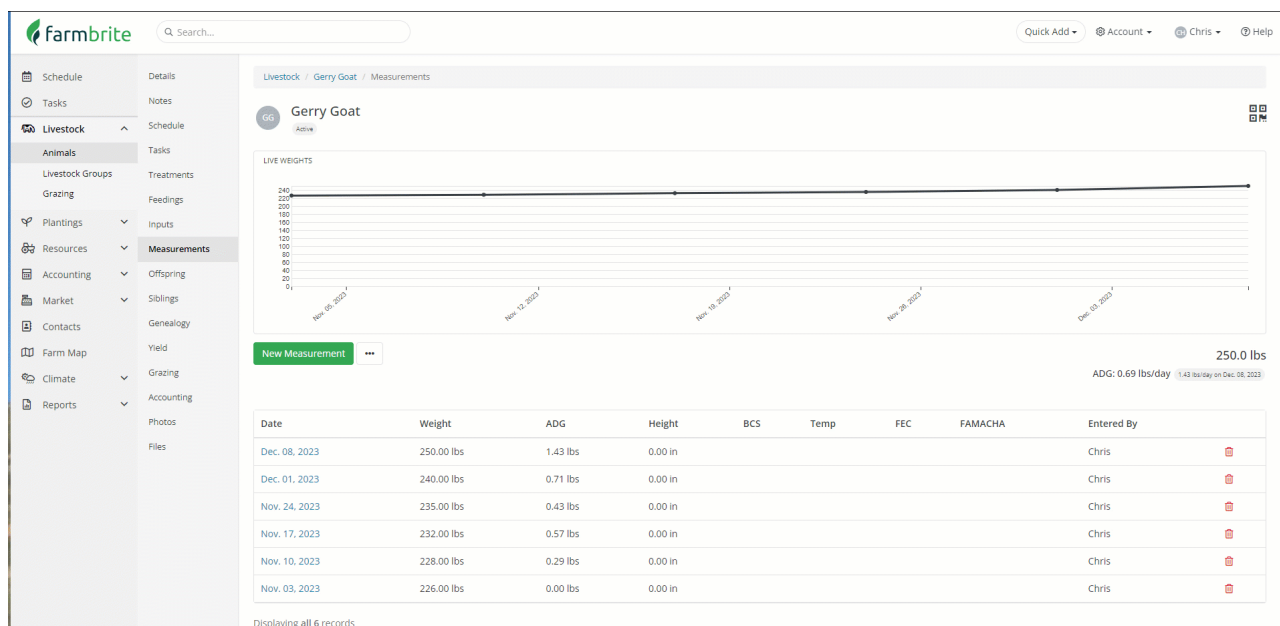 farmbrite
Search...
Quick Add
Account
CH Chris
Help
Schedule
Tasks
Livestock
Animals
Livestock Groups
Grazing
Plantings
Resources
Accounting
Market
Contacts
Farm Map
Climate
Reports
Details
Notes
Schedule
Tasks
Treatments
Feedings
Inputs
Measurements
Offspring
Siblings
Genealogy
Yield
Grazing
Accounting
Photos
Files
Livestock / Gerry Goat / Measurements
GG
Gerry Goat
Active
LIVE WEIGHTS
240
220
200
180
160
140
120
100
80
60
40
20
0
Nov. 05, 2023
Nov. 12, 2023
Nov. 19, 2023
Nov. 26, 2023
Dec. 03, 2023
New Measurement
250.0 lbs
ADG: 0.69 lbs/day 1.43 lbs/day on Dec. 08, 2023
Date Weight ADG Height BCS Temp FEC FAMACHA Entered By
Dec. 08, 2023 250.00 lbs 1.43 lbs 0.00 in Chris
Dec. 01, 2023 240.00 lbs 0.71 lbs 0.00 in Chris
Nov. 24, 2023 235.00 lbs 0.43 lbs 0.00 in Chris
Nov. 17, 2023 232.00 lbs 0.57 lbs 0.00 in Chris
Nov. 10, 2023 228.00 lbs 0.29 lbs 0.00 in Chris
Nov. 03, 2023 226.00 lbs 0.00 lbs 0.00 in Chris
Displaying all 6 records